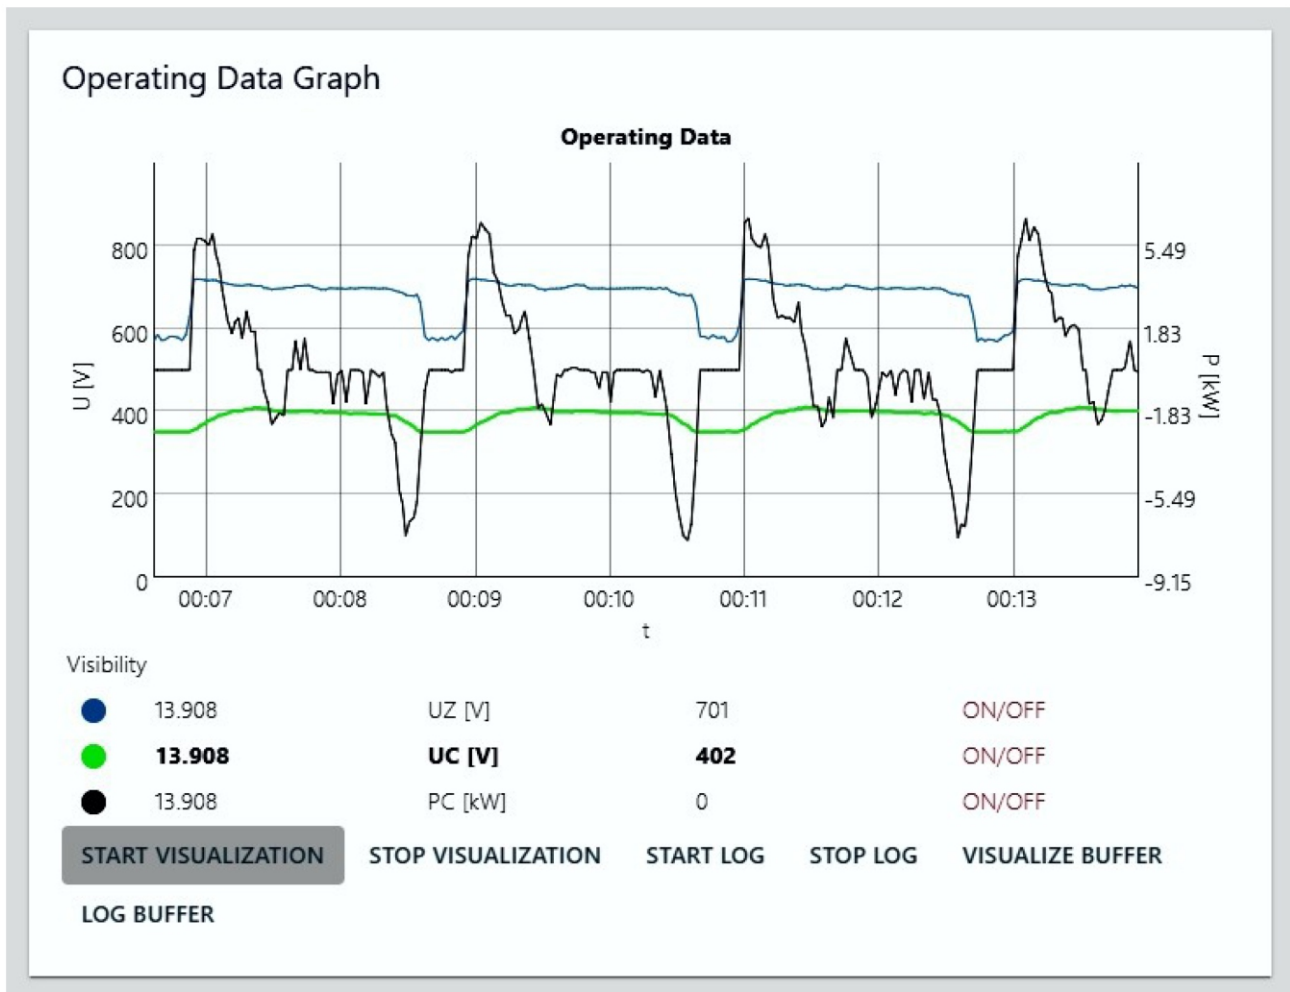 Operating Data Graph
Operating Data
800
600
400
200
0
U [V]
5.49
1.83
-1.83
-5.49
-9.15
P [kW]
00:07 00:08 00:09 00:10 00:11 00:12 00:13
t
Visibility
13.908 UZ [V] 701 ON/OFF
13.908 UC [V] 402 ON/OFF
13.908 PC [kW] 0 ON/OFF
START VISUALIZATION STOP VISUALIZATION START LOG STOP LOG VISUALIZE BUFFER
LOG BUFFER